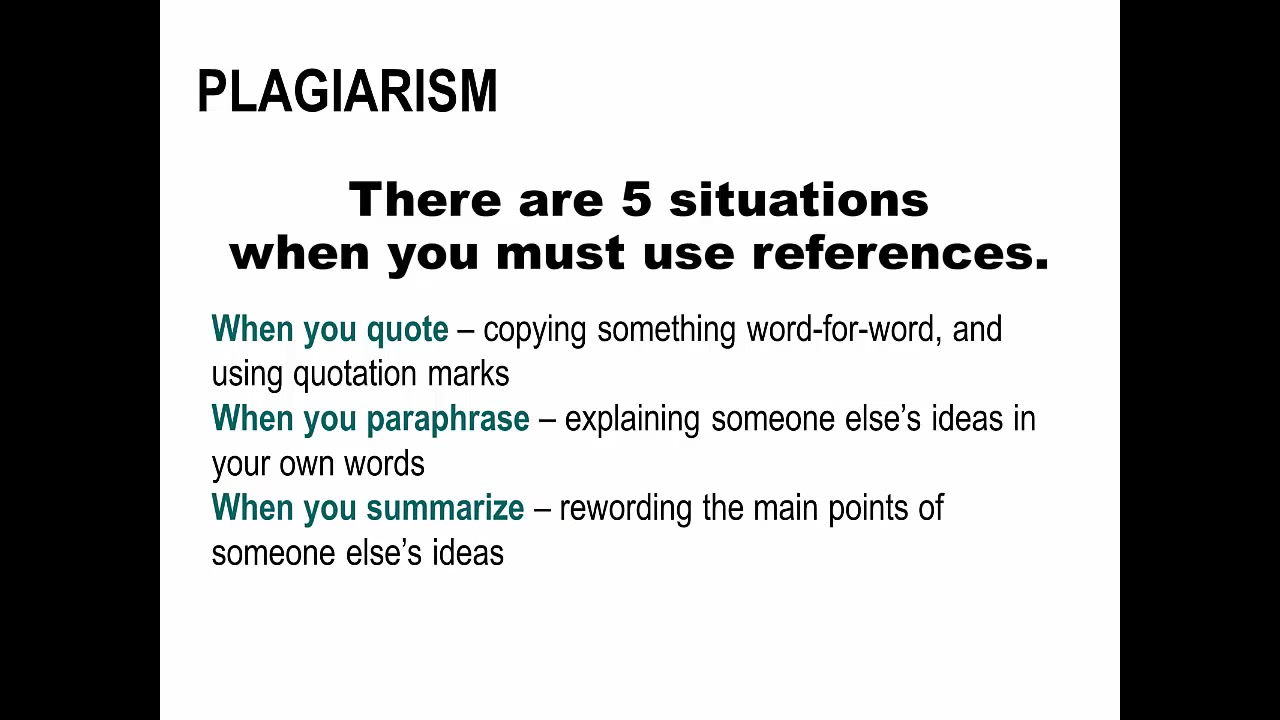 PLAGIARISM
There are 5 situations
when you must use references.
When you quote – copying something word-for-word, and
using quotation marks
When you paraphrase – explaining someone else’s ideas in
your own words
When you summarize – rewording the main points of
someone else’s ideas